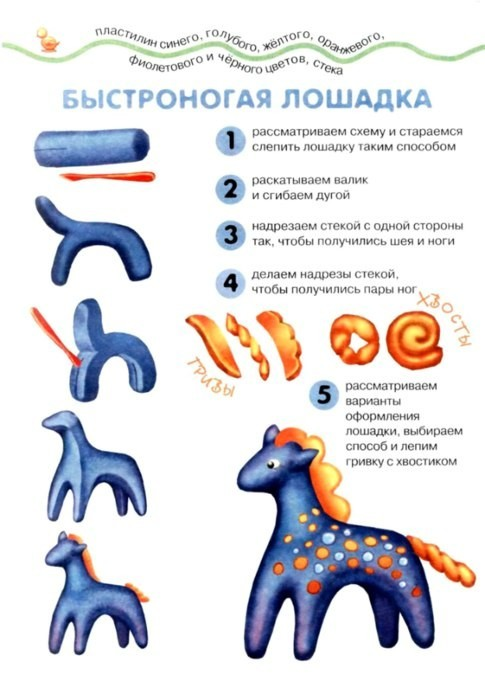 пластилин синего, голубого, жёлтого, оранжевого,
фиолетового и чёрного цветов, стека
БЫСТРОНОГАЯ ЛОШАДКА
1 рассматриваем схему и стараемся
слепить лошадку таким способом
2 раскатываем валик
и сгибаем дугой
3 надрезаем стекой с одной стороны
так, чтобы получились шея и ноги
4 делаем надрезы стекой,
чтобы получились пары ног
ГРИВЫ
ХВОСТЫ
5 рассматриваем
варианты
оформления
лошадки, выбираем
способ и лепим
гривку с хвостиком